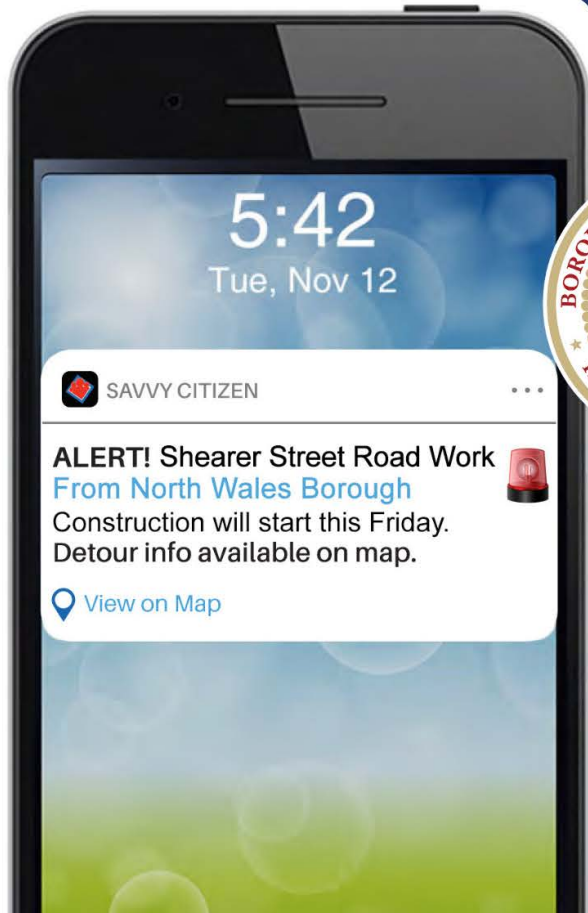 5:42
Tue, Nov 12
SAVVY CITIZEN
ALERT! Shearer Street Road Work
From North Wales Borough
Construction will start this Friday.
Detour info available on map.
View on Map